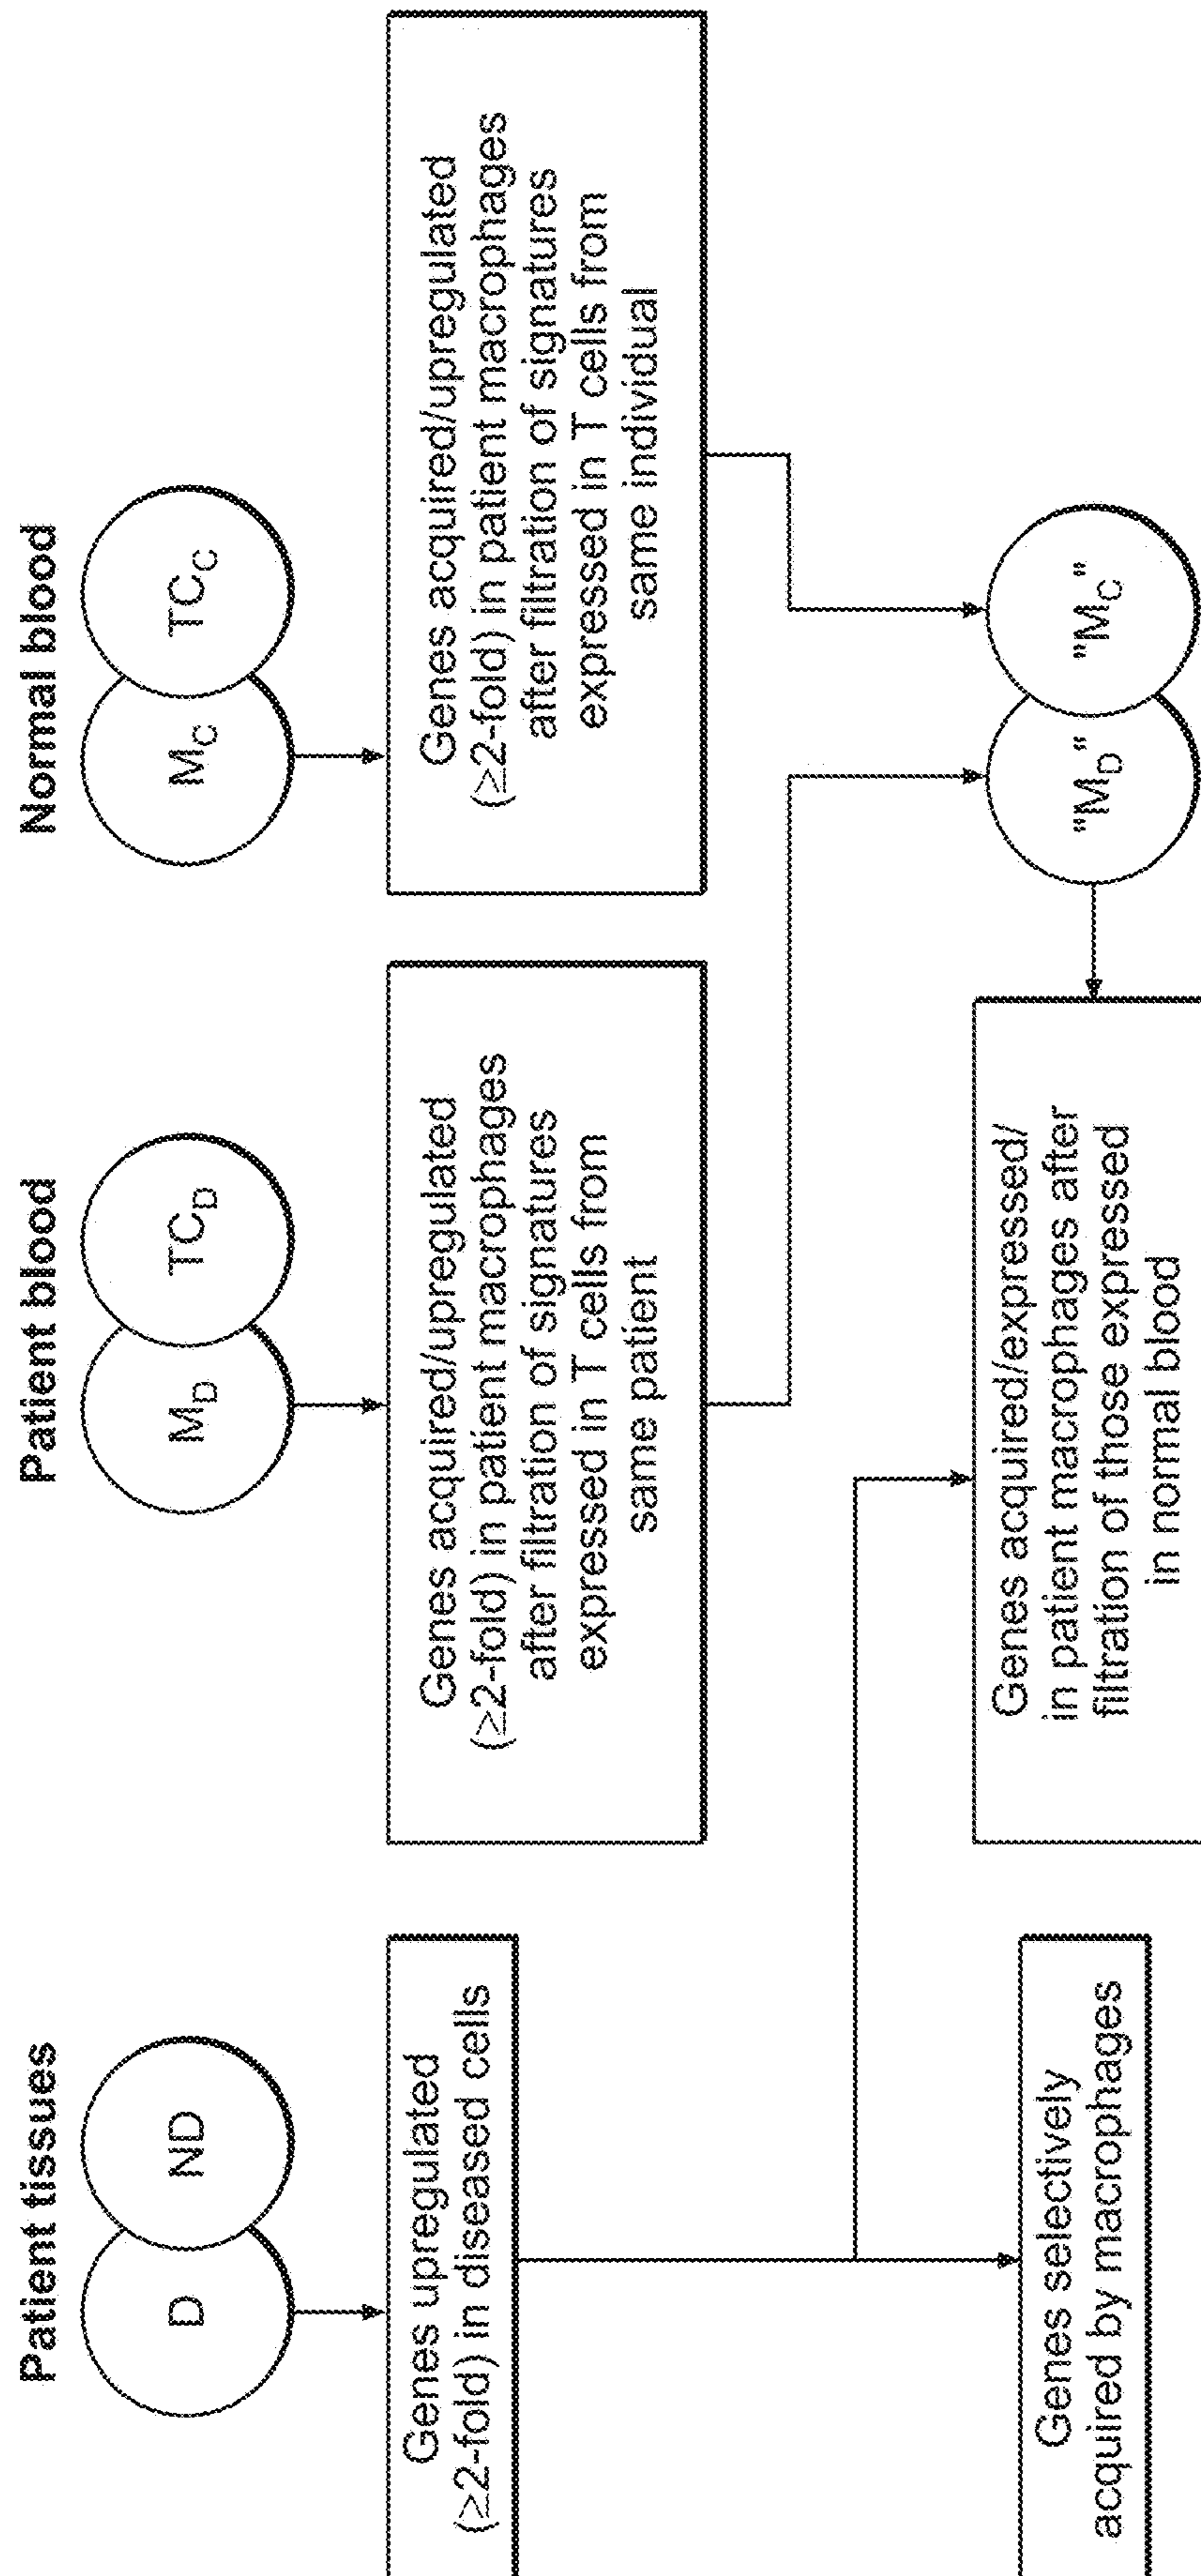 Patient tissues
D
ND
Genes upregulated
(≥2-fold) in diseased cells
Genes selectively
acquired by macrophages
Patient blood
M_D
TC_D
Genes acquired/upregulated
(≥2-fold) in patient macrophages
after filtration of signatures
expressed in T cells from
same patient
Genes acquired/expressed/
in patient macrophages after
filtration of those expressed
in normal blood
Normal blood
M_C
TC_C
Genes acquired/upregulated
(≥2-fold) in patient macrophages
after filtration of signatures
expressed in T cells from
same individual
"M_D"
"M_C"